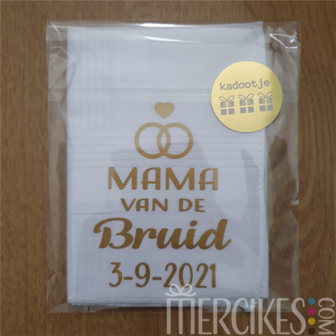 kadootje
MAMA
VAN DE
Bruid
3-9-2021
MERCIKES.COM